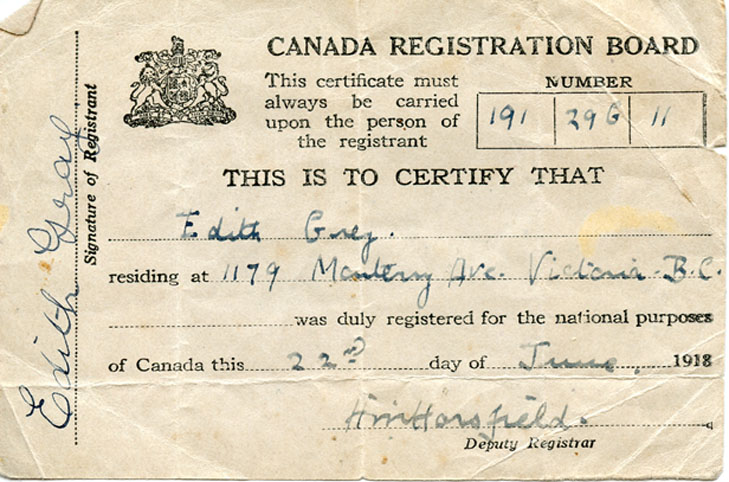 CANADA REGISTRATION BOARD
This certificate must
always be carried
upon the person of
the registrant
NUMBER
191 296 11
THIS IS TO CERTIFY THAT
Edith Grey.
residing at 1179 Monterey Ave. Victoria. B.C.
was duly registered for the national purposes
of Canada this 22nd day of June, 1918
Deputy Registrar
Signature of Registrant
Edith Gray